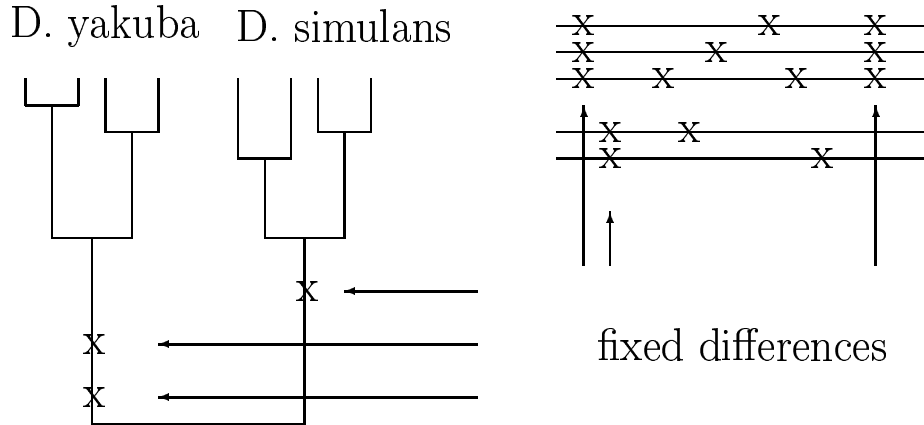 D. yakuba D. simulans
x x x
x x x
x x x x
x x
x x
x
x
x
fixed differences